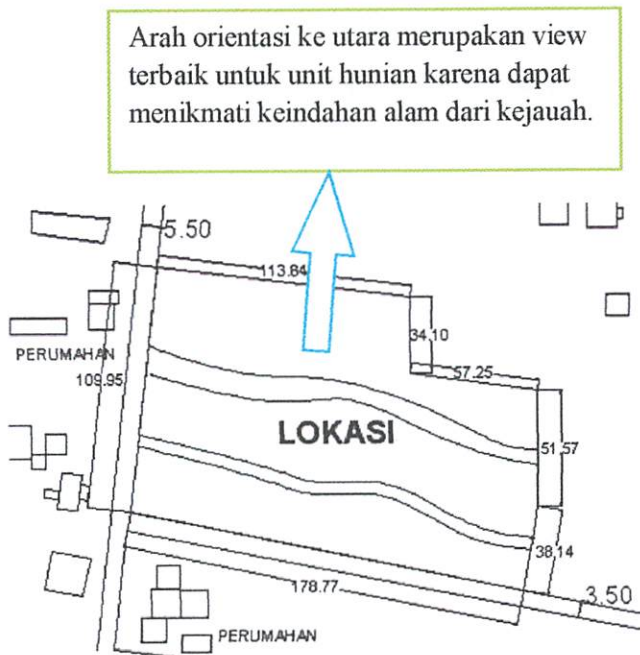 Arah orientasi ke utara merupakan view
terbaik untuk unit hunian karena dapat
menikmati keindahan alam dari kejauah.
5.50
113.84
34.10
PERUMAHAN
57.25
109.95
LOKASI
51.57
38.14
178.77
3.50
PERUMAHAN